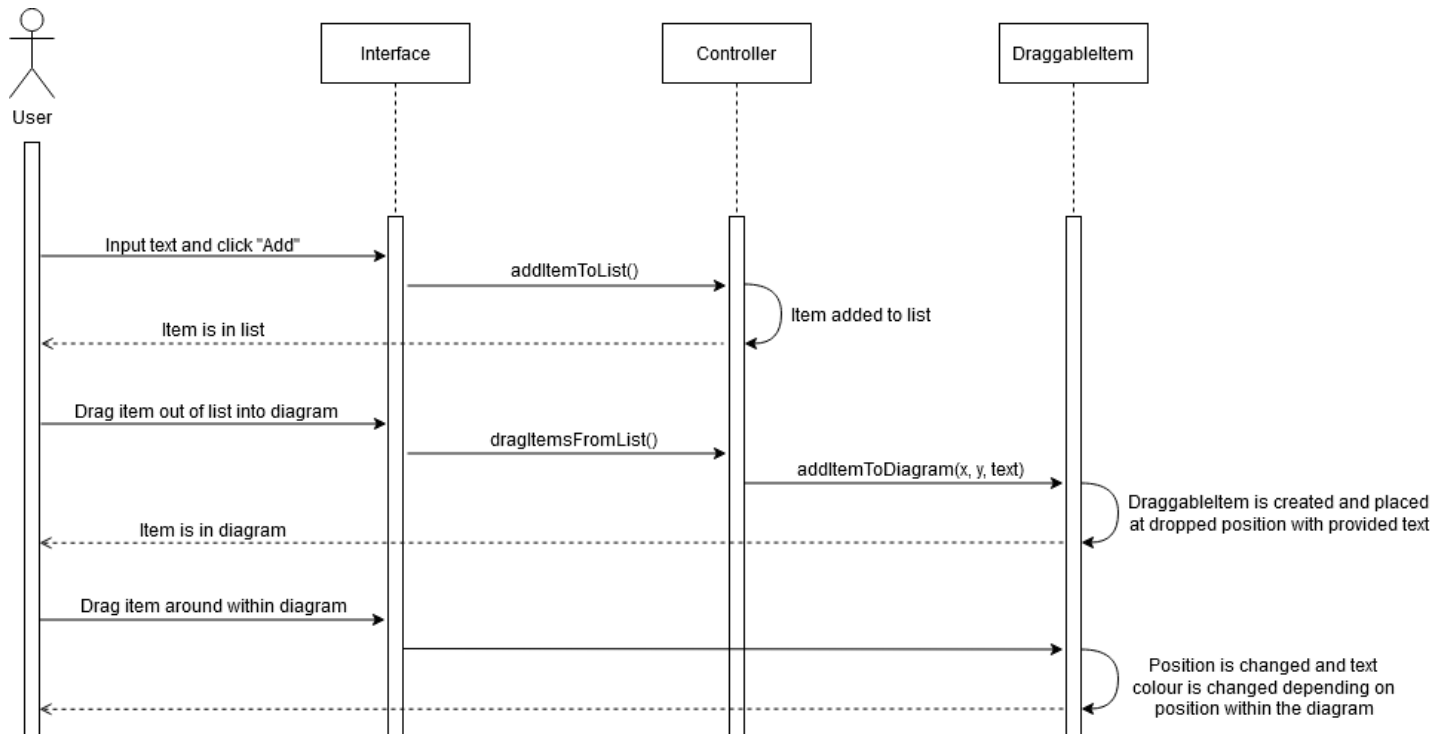 Interface
Controller
DraggableItem
User
Input text and click "Add"
addItemToList()
Item added to list
Item is in list
Drag item out of list into diagram
dragItemsFromList()
addItemToDiagram(x, y, text)
DraggableItem is created and placed
at dropped position with provided text
Item is in diagram
Drag item around within diagram
Position is changed and text
colour is changed depending on
position within the diagram